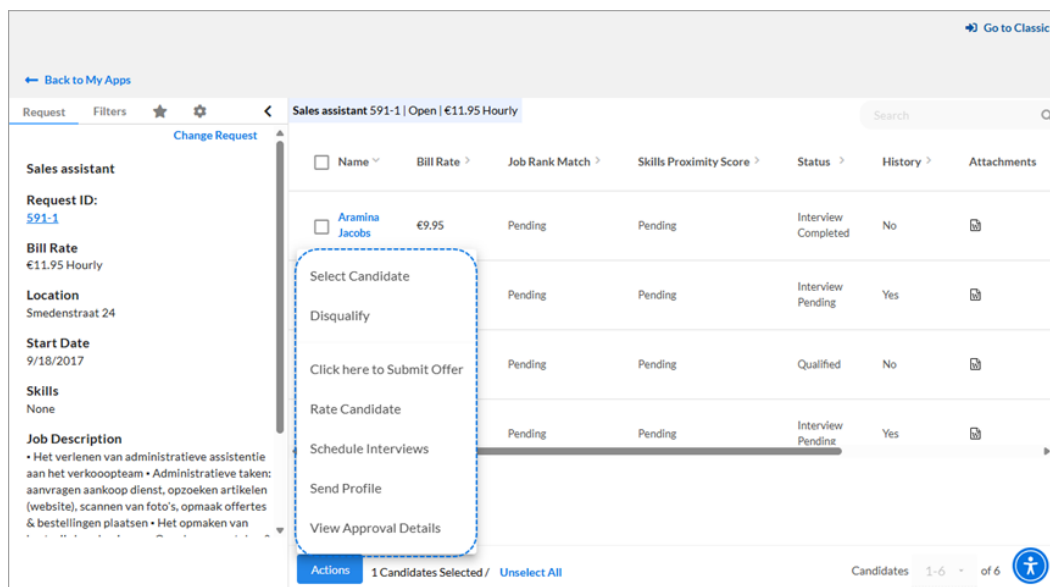 Go to Classic
Back to My Apps
Request Filters
Change Request
Sales assistant
Request ID:
591-1
Bill Rate
€11.95 Hourly
Location
Smedenstraat 24
Start Date
9/18/2017
Skills
None
Job Description
• Het verlenen van administratieve assistentie
aan het verkooopteam • Administratieve taken:
aanvragen aankoop dienst, opzoeken artikelen
(website), scannen van foto's, opmaak offertes
& bestellingen plaatsen • Het opmaken van
Sales assistant 591-1 | Open | €11.95 Hourly
Search
Name Bill Rate Job Rank Match Skills Proximity Score Status History Attachments
Aramina
Jacobs
€9.95 Pending Pending
Interview
Completed
No
Pending Pending
Interview
Pending
Yes
Pending Pending Qualified No
Pending Pending
Interview
Pending
Yes
Select Candidate
Disqualify
Click here to Submit Offer
Rate Candidate
Schedule Interviews
Send Profile
View Approval Details
Actions 1 Candidates Selected / Unselect All
Candidates 1-6 of 6